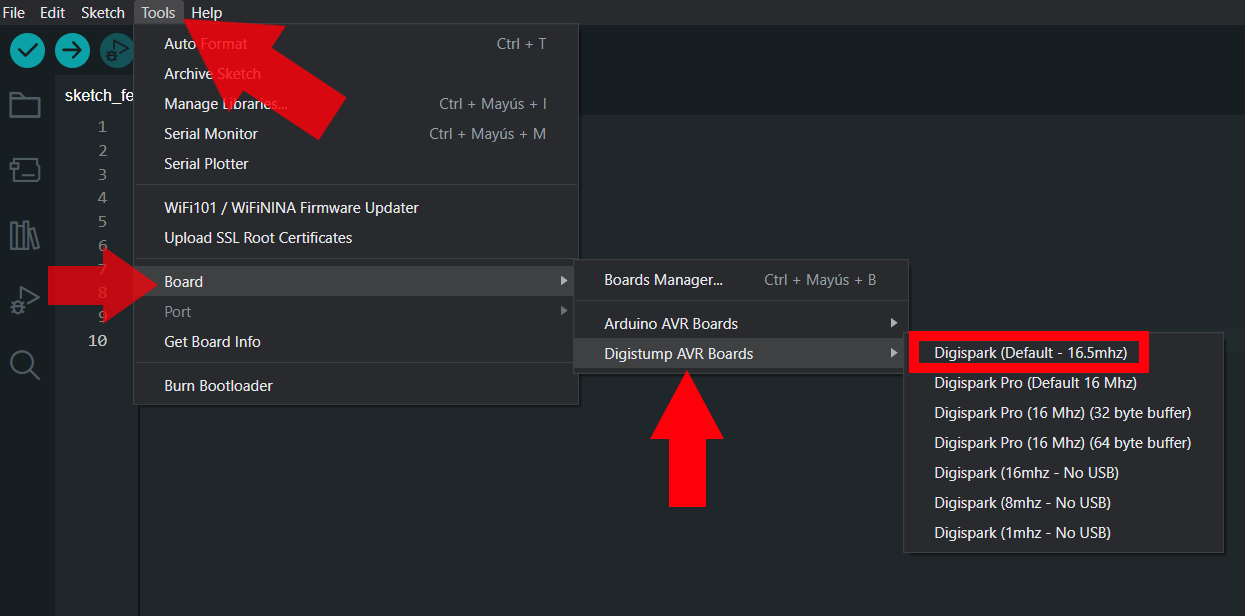 File Edit Sketch Tools Help
Auto Format Ctrl + T
Archive Sketch
sketch_fe
Manage Libraries... Ctrl + Mayús + I
1
Serial Monitor Ctrl + Mayús + M
2
Serial Plotter
3
4
WiFi101 / WiFiNINA Firmware Updater
5
Upload SSL Root Certificates
6
7
Board
8
Port
9
Get Board Info
10
Burn Bootloader
Boards Manager... Ctrl + Mayús + B
Arduino AVR Boards
Digistump AVR Boards
Digispark (Default - 16.5mhz)
Digispark Pro (Default 16 Mhz)
Digispark Pro (16 Mhz) (32 byte buffer)
Digispark Pro (16 Mhz) (64 byte buffer)
Digispark (16mhz - No USB)
Digispark (8mhz - No USB)
Digispark (1mhz - No USB)